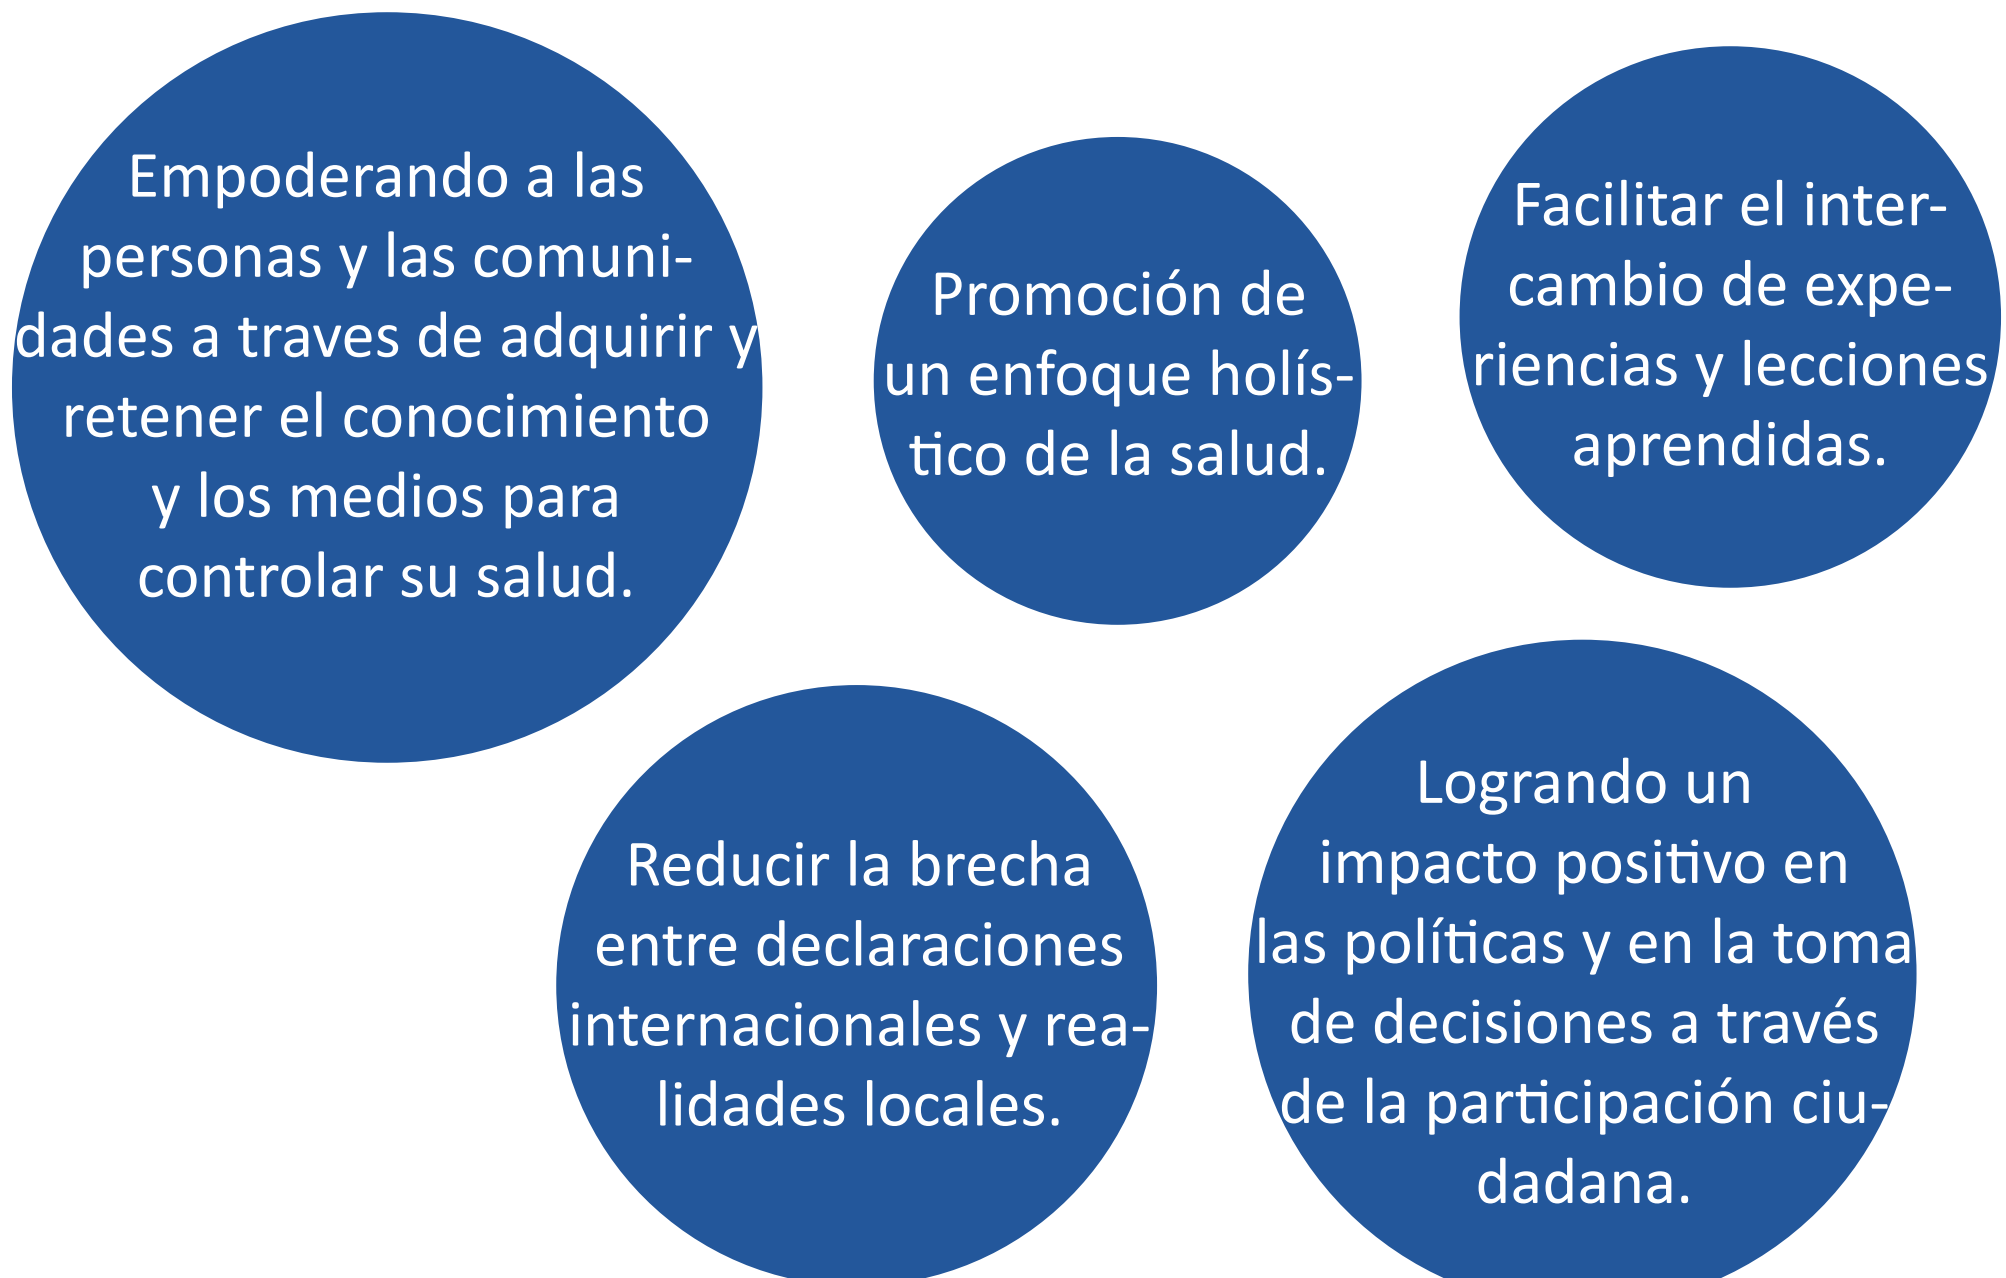 Empoderando a las
personas y las comuni-
dades a traves de adquirir y
retener el conocimiento
y los medios para
controlar su salud.
Promoción de
un enfoque holís-
tico de la salud.
Facilitar el inter-
cambio de expe-
riencias y lecciones
aprendidas.
Reducir la brecha
entre declaraciones
internacionales y rea-
lidades locales.
Logrando un
impacto positivo en
las políticas y en la toma
de decisiones a través
de la participación ciu-
dadana.